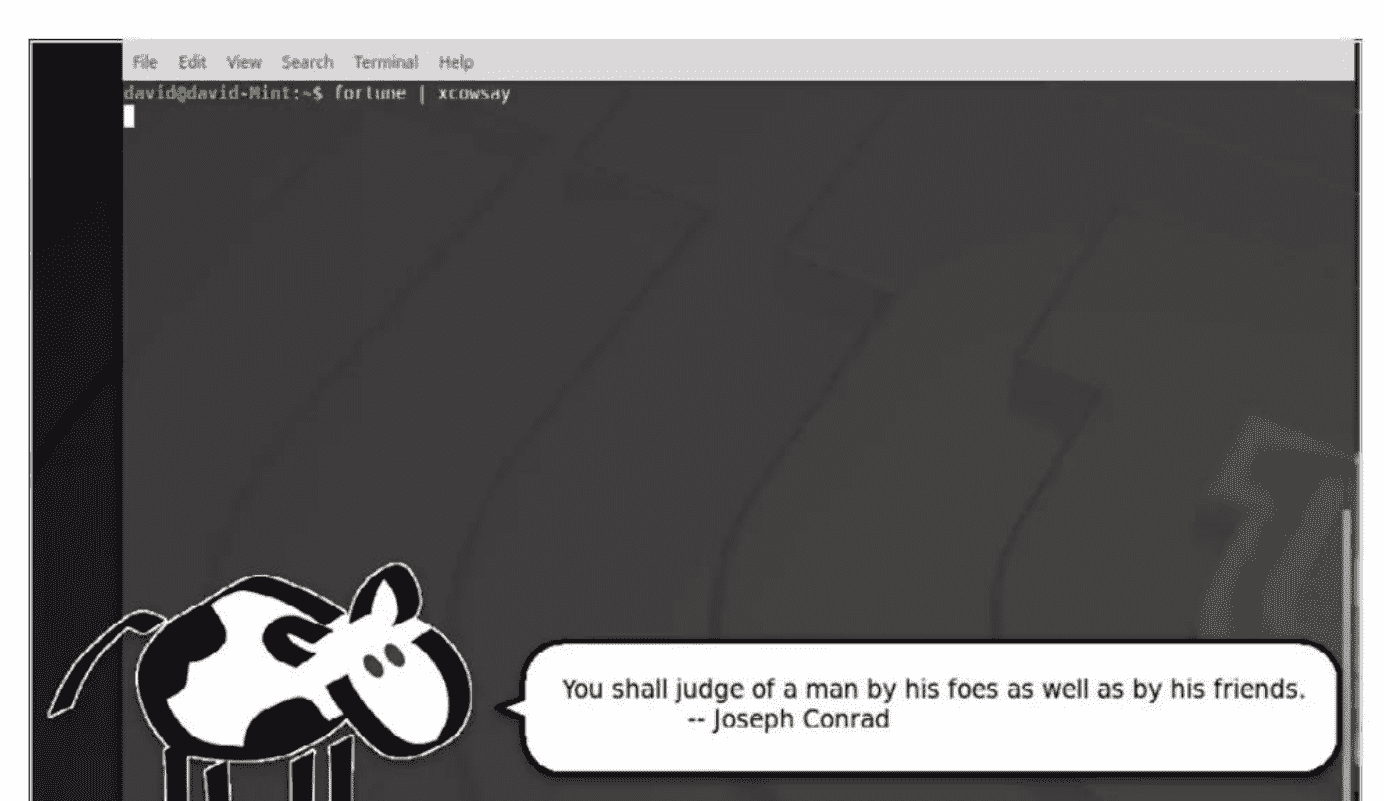 File Edit View Search Terminal Help
david@david-Mint:~$ fortune | xcowsay
You shall judge of a man by his foes as well as by his friends.
-- Joseph Conrad